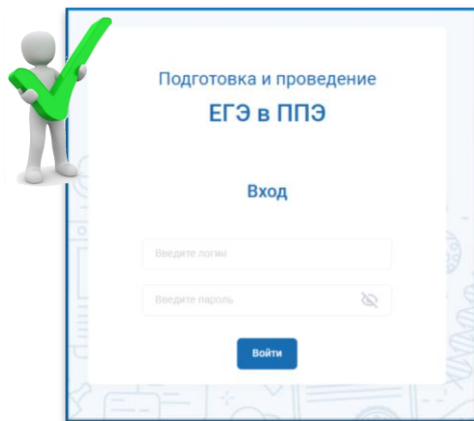 Подготовка и проведение
ЕГЭ в ППЭ
Вход
Введите логин
Введите пароль
Войти